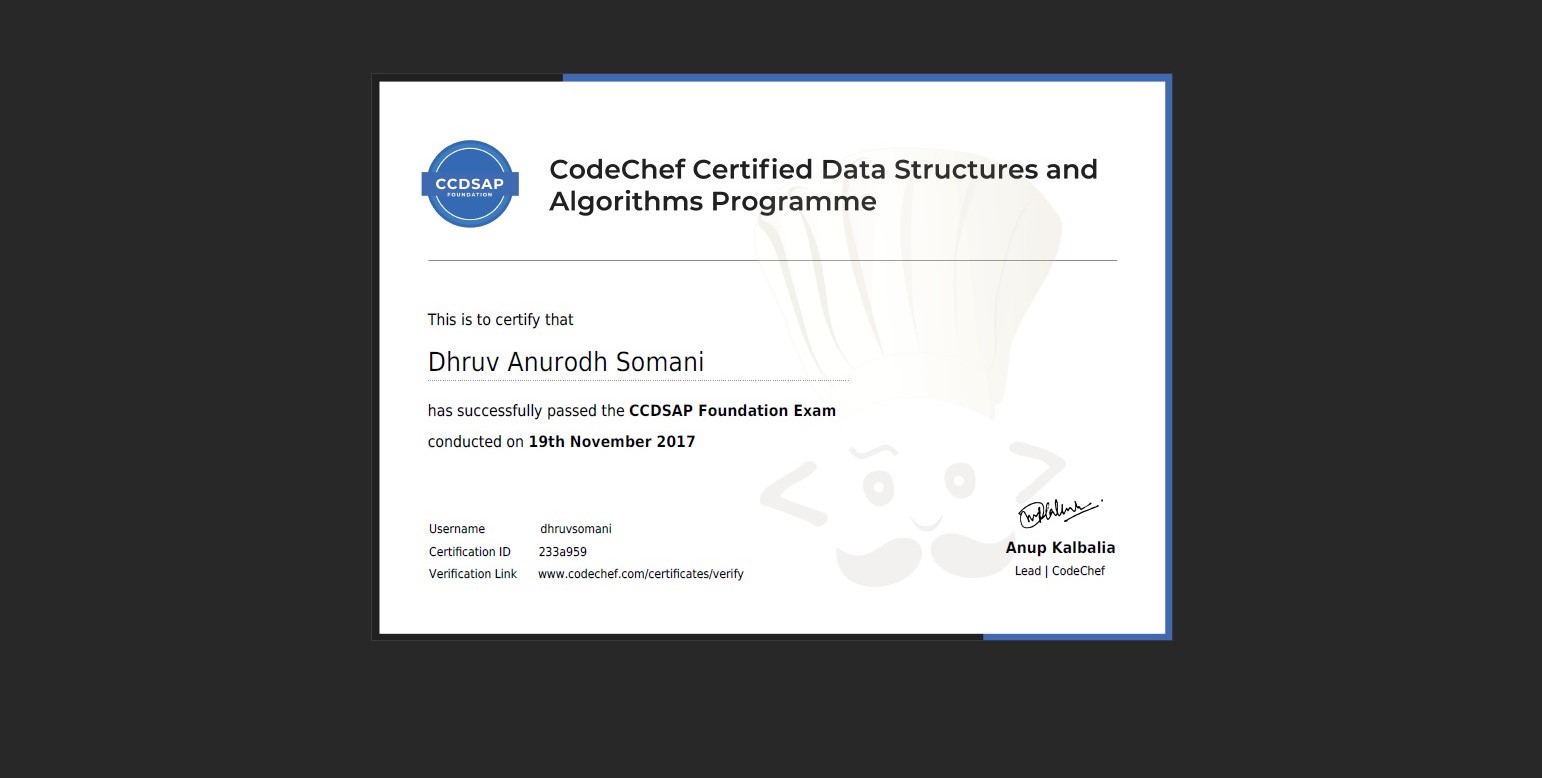 CCDSAP
FOUNDATION
CodeChef Certified Data Structures and
Algorithms Programme
This is to certify that
Dhruv Anurodh Somani
has successfully passed the CCDSAP Foundation Exam
conducted on 19th November 2017
Username dhruvsomani
Certification ID 233a959
Verification Link www.codechef.com/certificates/verify
Anup Kalbalia
Lead | CodeChef